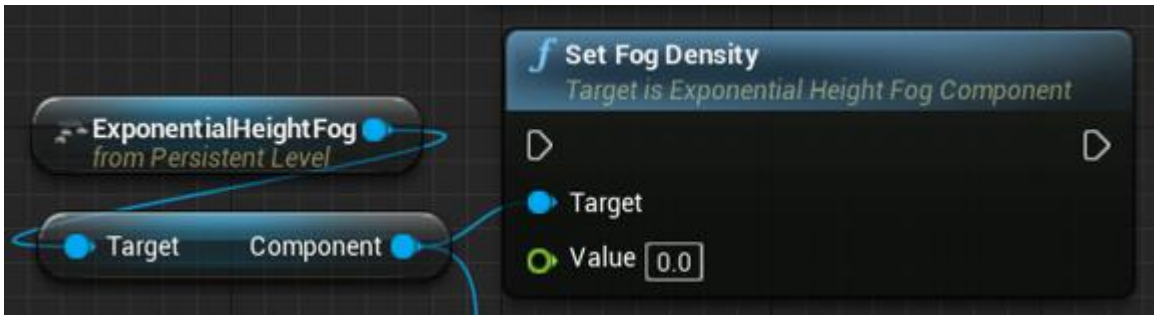 Set Fog Density
Target is Exponential Height Fog Component
ExponentialHeightFog
from Persistent Level
Target
Target Component
Value 0.0